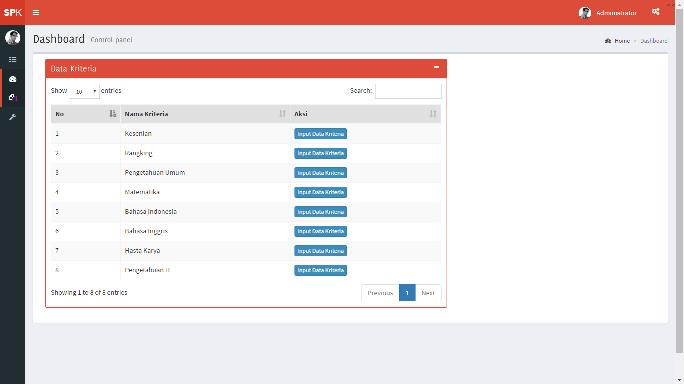 SPK
Administrator
Dashboard Control panel
Home > Dashboard
Data Kriteria
Show 10 entries
Search:
No Nama Kriteria Aksi
1 Kesenian Input Data Kriteria
2 Rangking Input Data Kriteria
3 Pengetahuan Umum Input Data Kriteria
4 Matematika Input Data Kriteria
5 Bahasa Indonesia Input Data Kriteria
6 Bahasa Inggris Input Data Kriteria
7 Hasta Karya Input Data Kriteria
8 Pengetahuan IT Input Data Kriteria
Showing 1 to 8 of 8 entries
Previous 1 Next